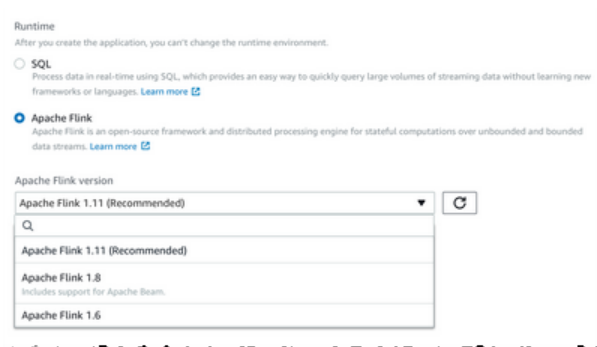 Runtime
After you create the application, you can't change the runtime environment.
SQL
Process data in real-time using SQL, which provides an easy way to quickly query large volumes of streaming data without learning new
frameworks or languages. Learn more
Apache Flink
Apache Flink is an open-source framework and distributed processing engine for stateful computations over unbounded and bounded
data streams. Learn more
Apache Flink version
Apache Flink 1.11 (Recommended)
Apache Flink 1.11 (Recommended)
Apache Flink 1.8
Includes support for Apache Beam.
Apache Flink 1.6